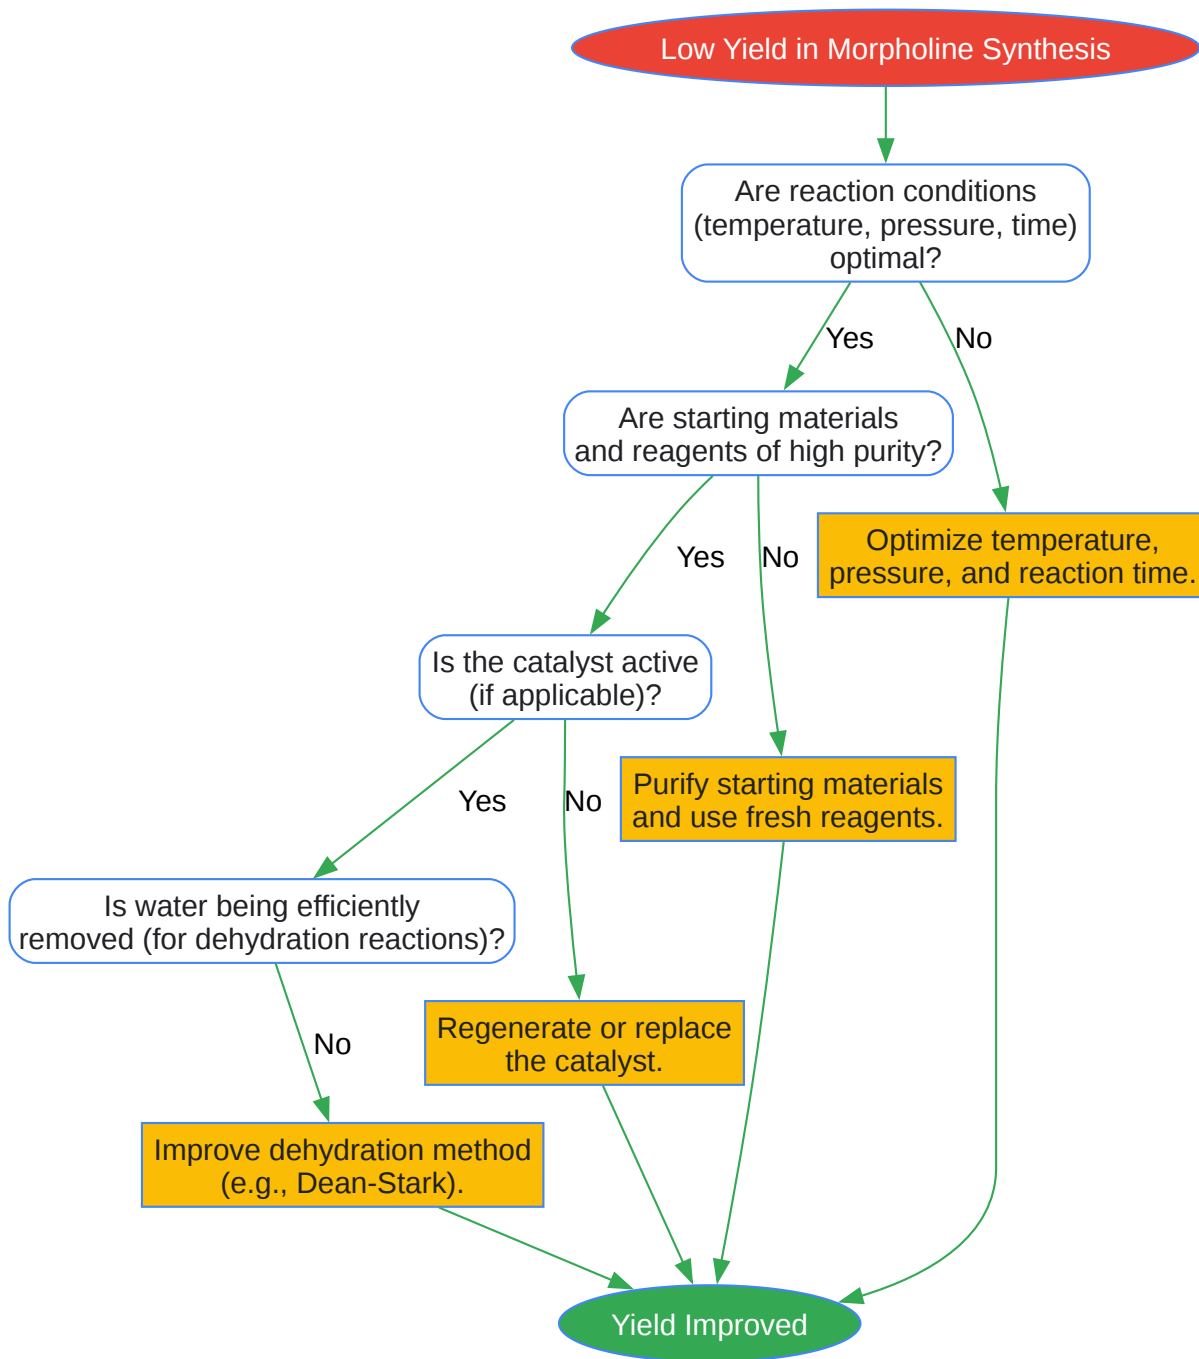 Low Yield in Morpholine Synthesis
Are reaction conditions
(temperature, pressure, time)
optimal?
Yes
No
Are starting materials
and reagents of high purity?
Optimize temperature,
pressure, and reaction time.
Yes
No
Is the catalyst active
(if applicable)?
Purify starting materials
and use fresh reagents.
Yes
No
Is water being efficiently
removed (for dehydration reactions)?
Regenerate or replace
the catalyst.
No
Improve dehydration method
(e.g., Dean-Stark).
Yield Improved